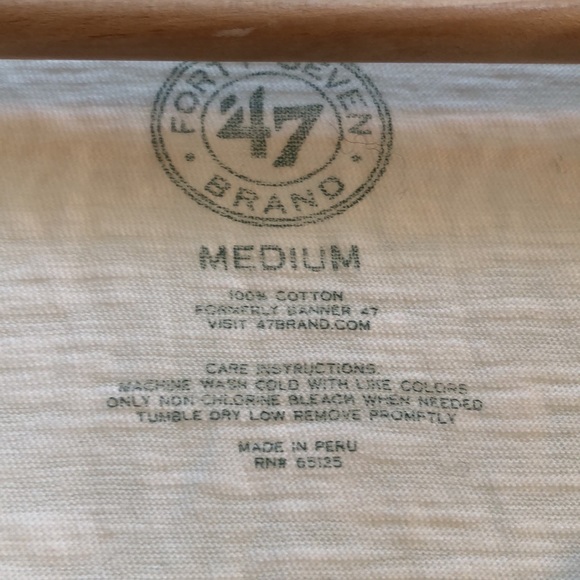 FORTY SEVEN
47
BRAND
MEDIUM
100% COTTON
FORMERLY BANNER 47
VISIT 47BRAND.COM
CARE INSTRUCTIONS:
MACHINE WASH COLD WITH LIKE COLORS
ONLY NON-CHLORINE BLEACH WHEN NEEDED
TUMBLE DRY LOW REMOVE PROMPTLY
MADE IN PERU
RN# 65125